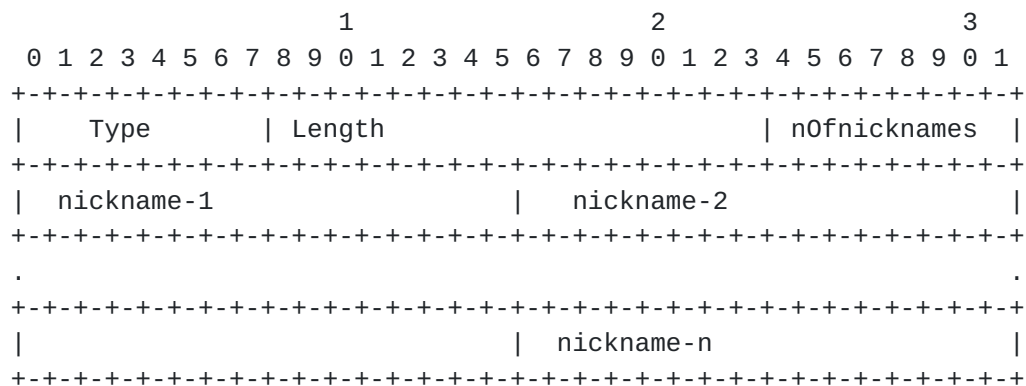 1                   2                   3
 0 1 2 3 4 5 6 7 8 9 0 1 2 3 4 5 6 7 8 9 0 1 2 3 4 5 6 7 8 9 0 1
+-+-+-+-+-+-+-+-+-+-+-+-+-+-+-+-+-+-+-+-+-+-+-+-+-+-+-+-+-+-+-+-+
|    Type       | Length                        | nOfnicknames  |
+-+-+-+-+-+-+-+-+-+-+-+-+-+-+-+-+-+-+-+-+-+-+-+-+-+-+-+-+-+-+-+-+
|  nickname-1                   |   nickname-2                  |
+-+-+-+-+-+-+-+-+-+-+-+-+-+-+-+-+-+-+-+-+-+-+-+-+-+-+-+-+-+-+-+-+
.                                                               .
+-+-+-+-+-+-+-+-+-+-+-+-+-+-+-+-+-+-+-+-+-+-+-+-+-+-+-+-+-+-+-+-+
|                               |  nickname-n                   |
+-+-+-+-+-+-+-+-+-+-+-+-+-+-+-+-+-+-+-+-+-+-+-+-+-+-+-+-+-+-+-+-+